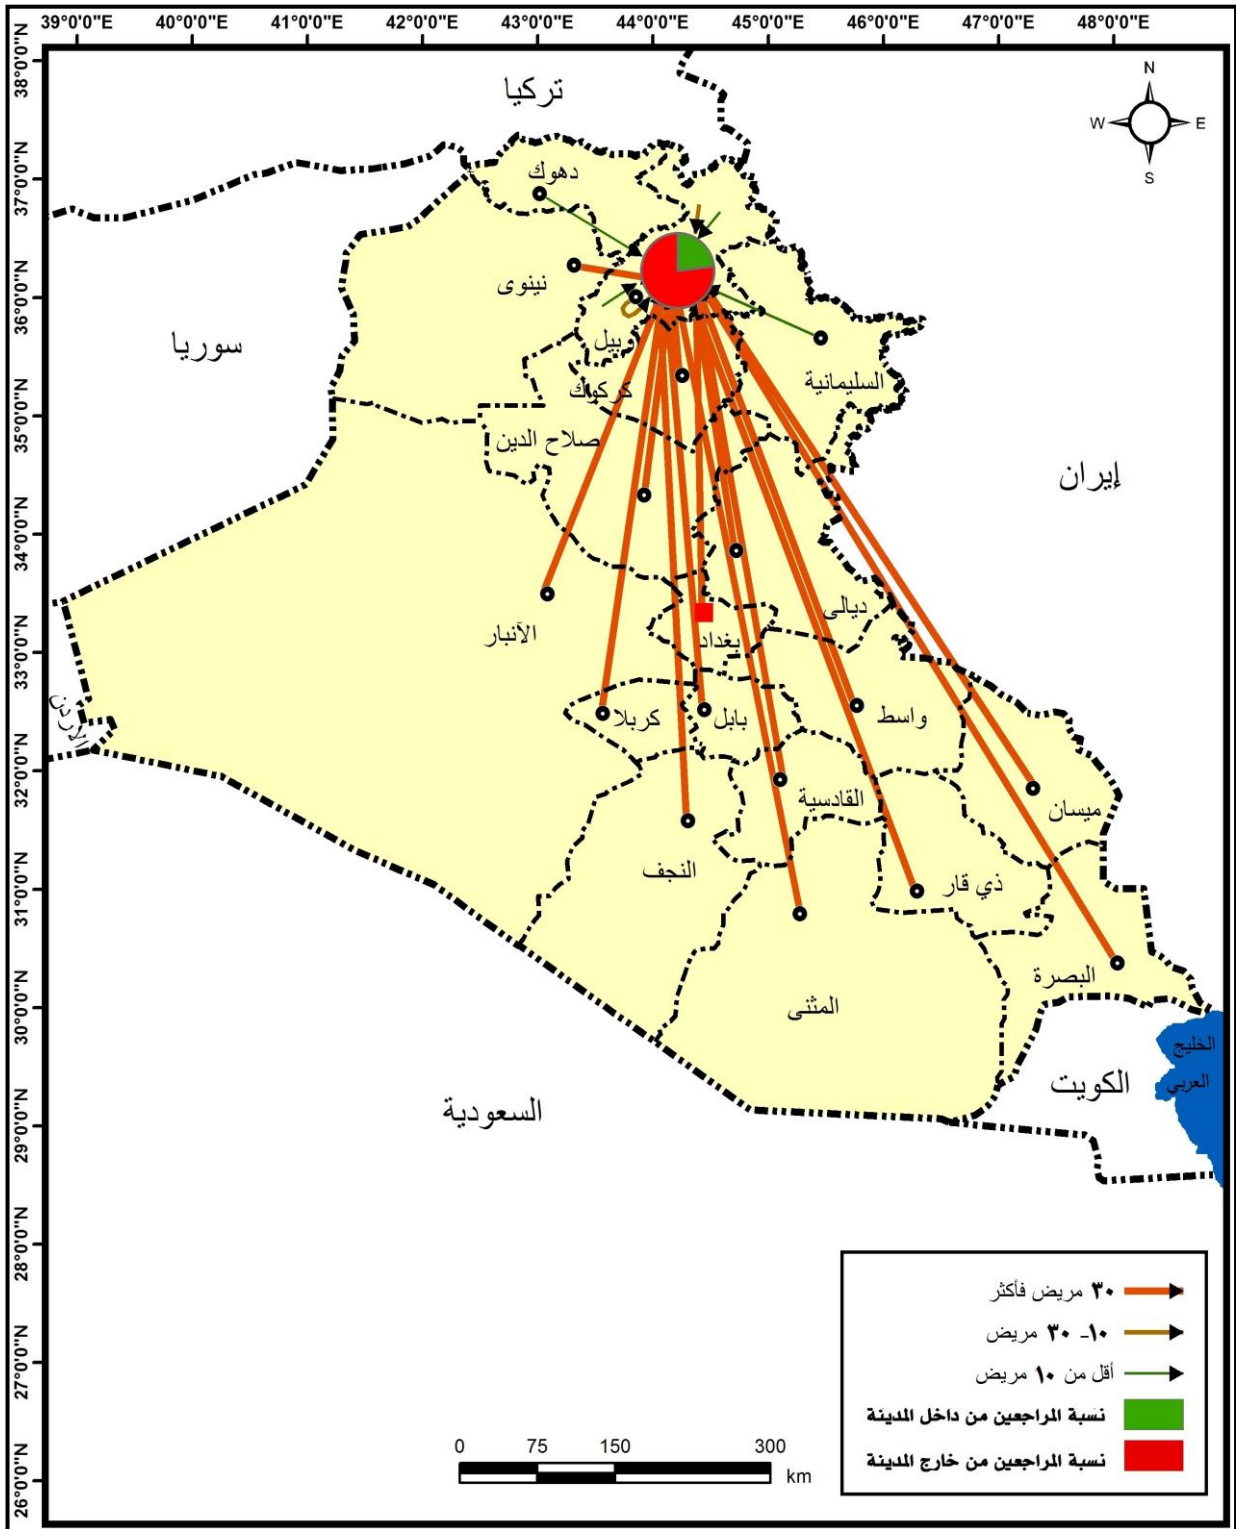 39°0'0"E 40°0'0"E 41°0'0"E 42°0'0"E 43°0'0"E 44°0'0"E 45°0'0"E 46°0'0"E 47°0'0"E 48°0'0"E
38°0'0"N
37°0'0"N
36°0'0"N
35°0'0"N
34°0'0"N
33°0'0"N
32°0'0"N
31°0'0"N
30°0'0"N
29°0'0"N
28°0'0"N
27°0'0"N
26°0'0"N
N
W E
S
تركيا
دهوك
نينوى
سوريا
السليمانية
كركوك
صلاح الدين
إيران
ديالى
الآنبار
بغداد
الاردن
واسط
بابل
كربلا
القادسية
ميسان
النجف
ذي قار
البصرة
المثنى
الخليج
العربي
الكويت
السعودية
٣٠ مريض فأكثر
١٠- ٣٠ مريض
أقل من ١٠ مريض
نسبة المراجعين من داخل المدينة
نسبة المراجعين من خارج المدينة
0 75 150 300
km